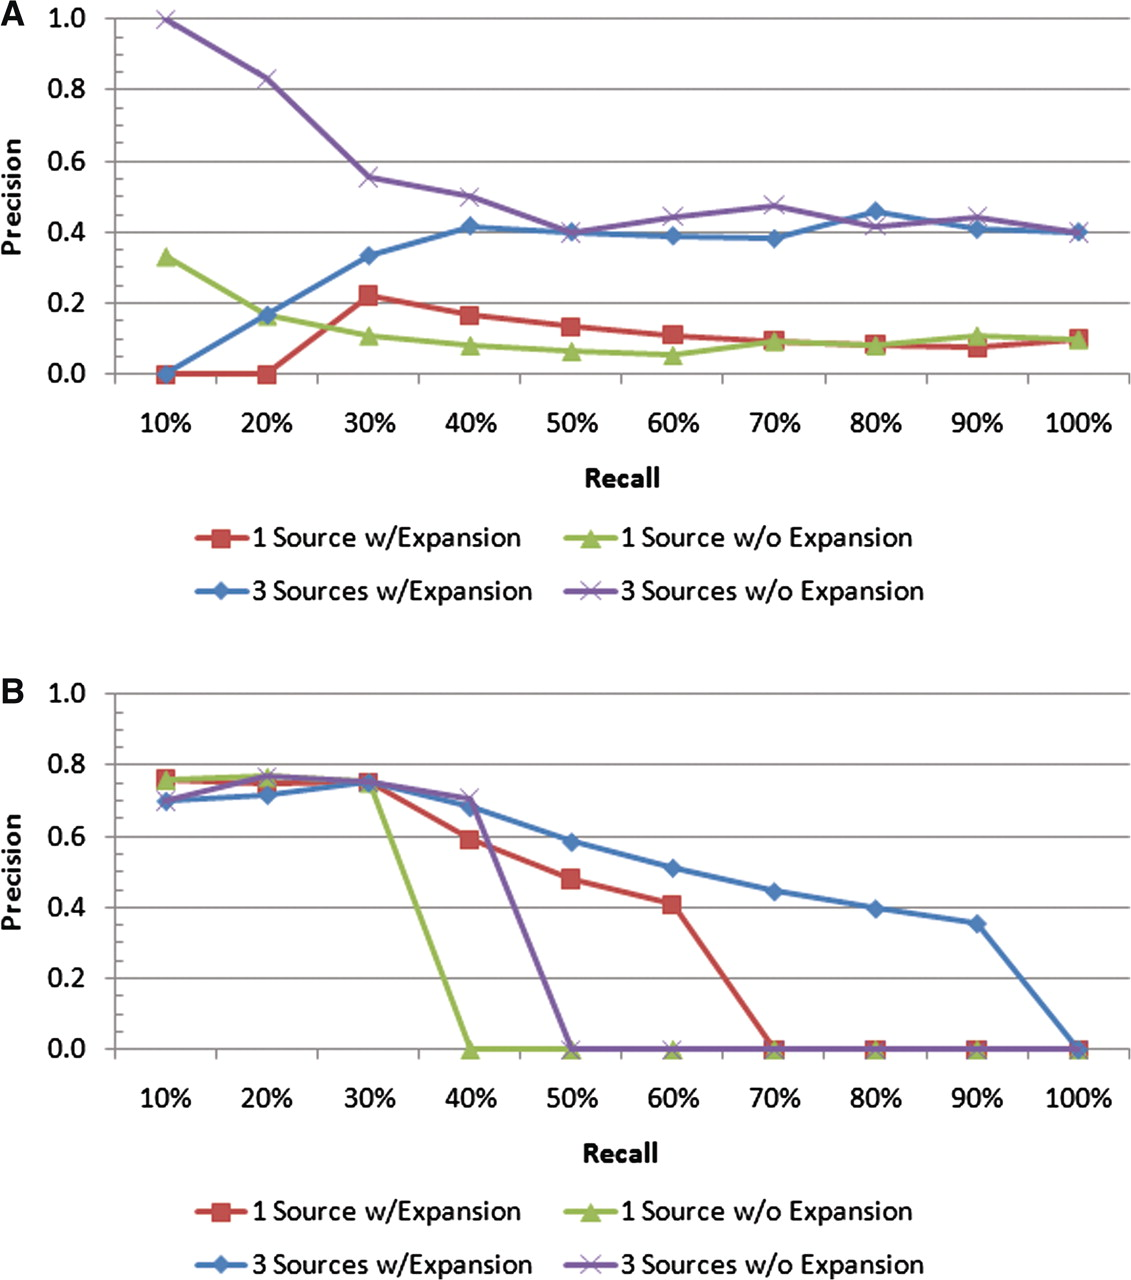 A
1.0
0.8
0.6
0.4
0.2
0.0
Precision
10% 20% 30% 40% 50% 60% 70% 80% 90% 100%
Recall
1 Source w/Expansion 1 Source w/o Expansion
3 Sources w/Expansion 3 Sources w/o Expansion
B
1.0
0.8
0.6
0.4
0.2
0.0
Precision
10% 20% 30% 40% 50% 60% 70% 80% 90% 100%
Recall
1 Source w/Expansion 1 Source w/o Expansion
3 Sources w/Expansion 3 Sources w/o Expansion